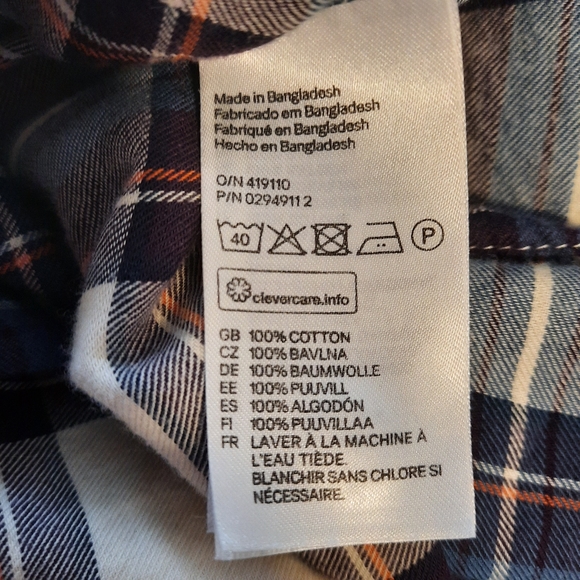 Made in Bangladesh
Fabricado em Bangladesh
Fabriqué en Bangladesh
Hecho en Bangladesh
O/N 419110
P/N 0294911 2
40 P
clevercare.info
GB 100% COTTON
CZ 100% BAVLNA
DE 100% BAUMWOLLE
EE 100% PUUVILL
ES 100% ALGODÓN
FI 100% PUUVILLAA
FR LAVER À LA MACHINE À
L'EAU TIÈDE.
BLANCHIR SANS CHLORE SI
NÉCESSAIRE.